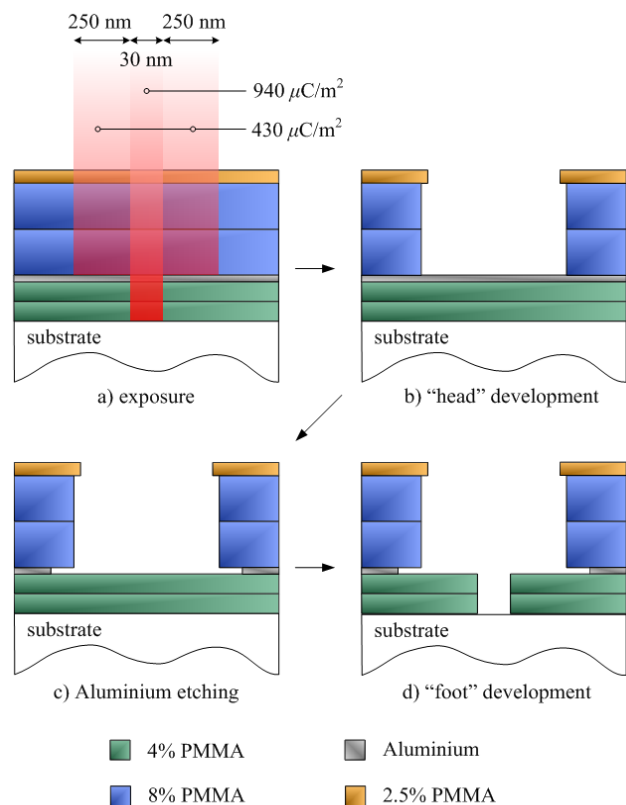 250 nm 250 nm
30 nm
940 μC/m²
430 μC/m²
substrate
a) exposure
b) “head” development
substrate
substrate
c) Aluminium etching
d) “foot” development
4% PMMA
Aluminium
8% PMMA
2.5% PMMA